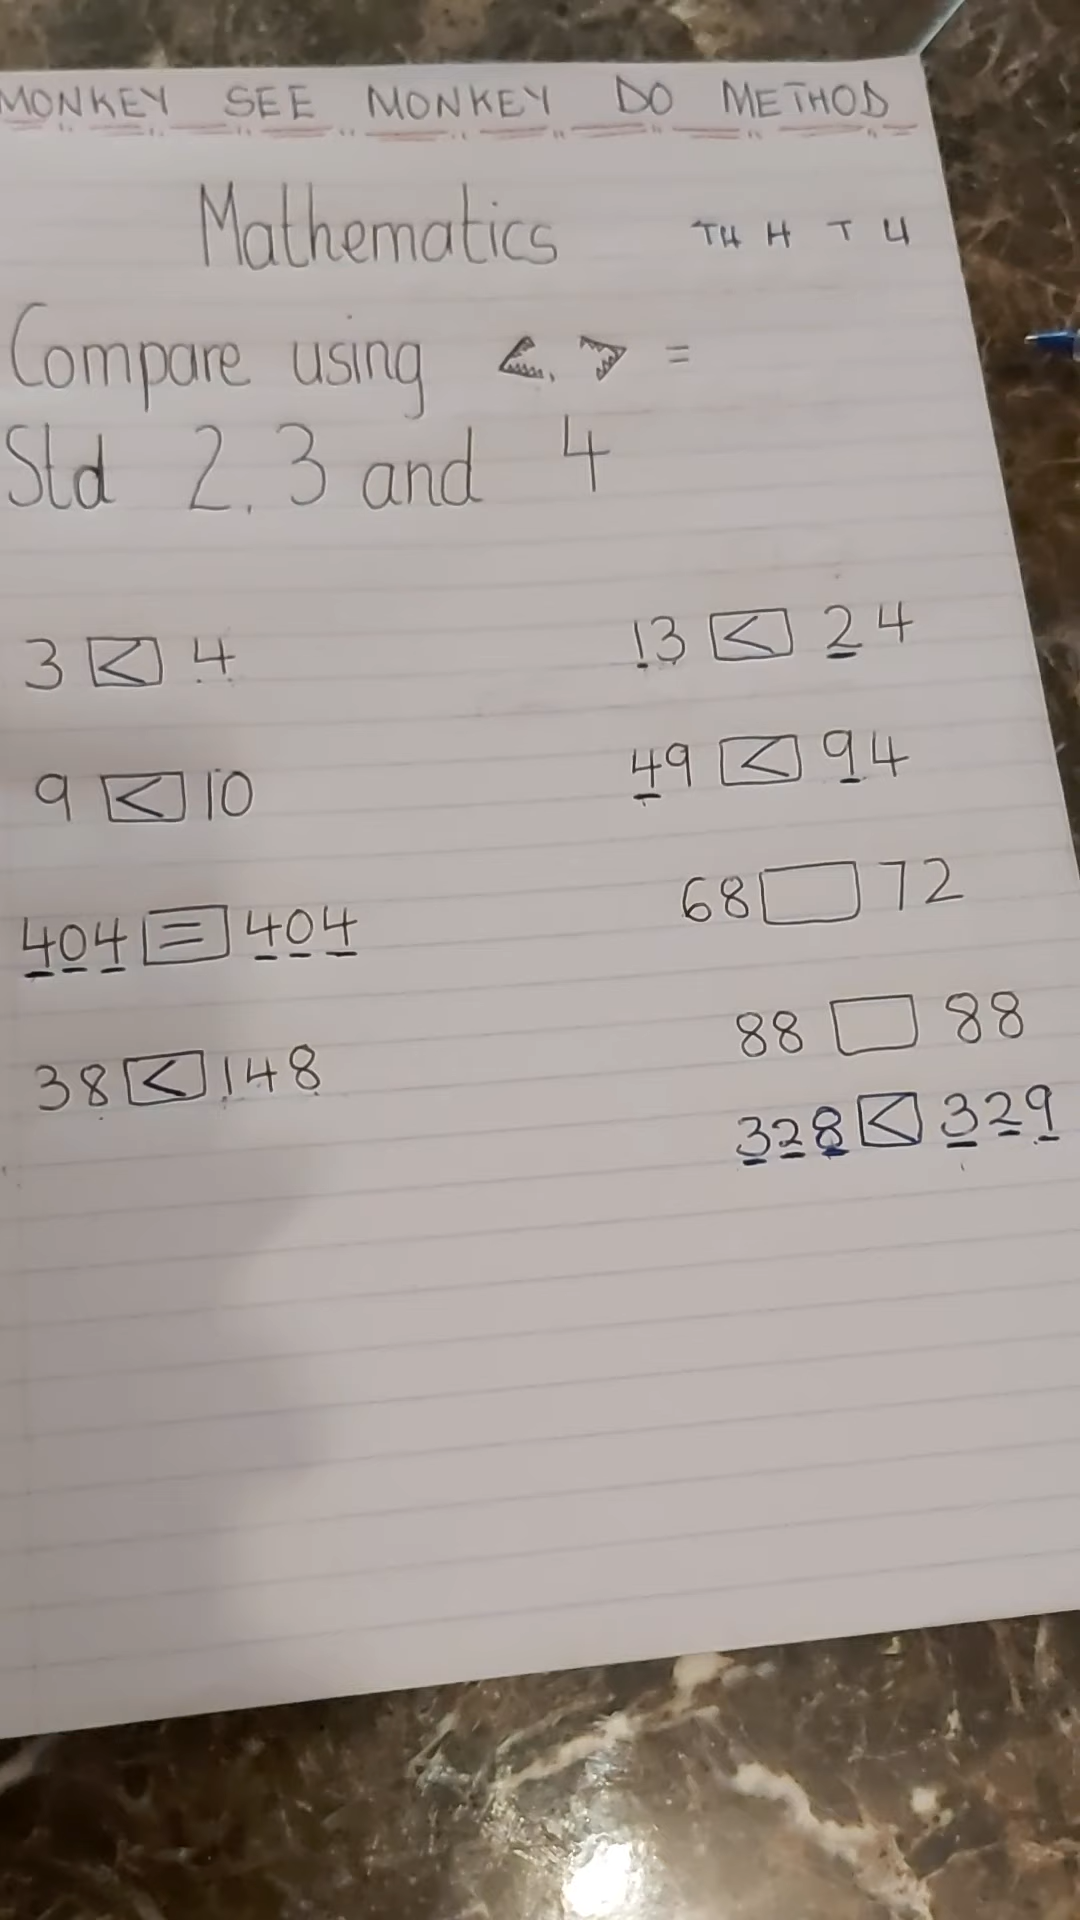 MONKEY SEE MONKEY DO METHOD
Mathematics TH H T U
Compare using <, > =
Std 2, 3 and 4
3 < 4
9 < 10
404 = 404
38 < 148
13 < 24
49 < 94
68 72
88 88
328 < 329